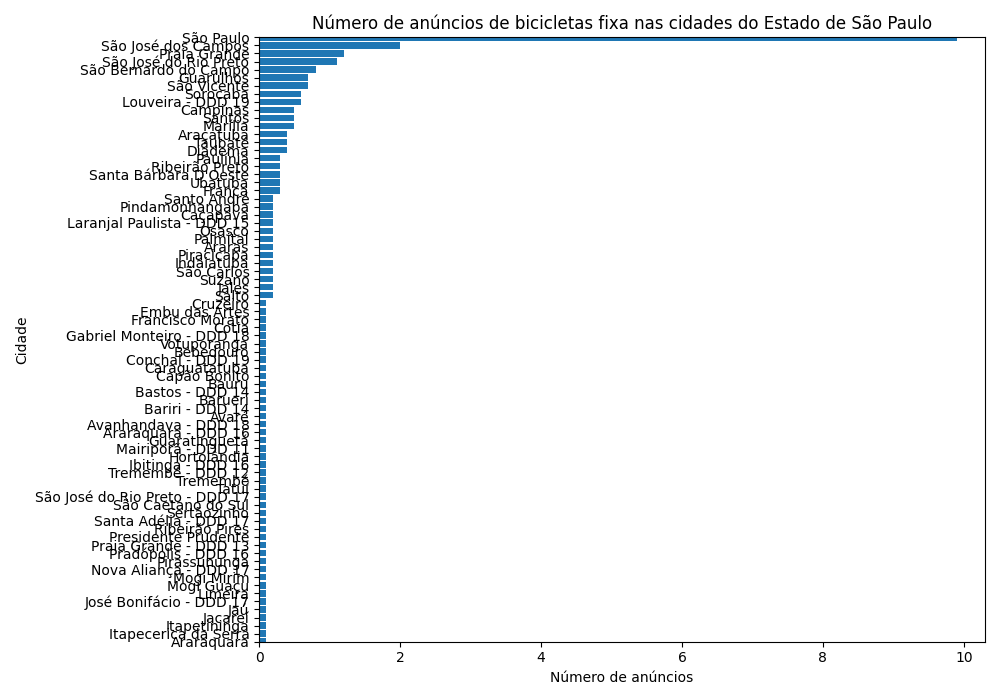 Número de anúncios de bicicletas fixa nas cidades do Estado de São Paulo
São Paulo
São José dos Campos
Praia Grande
São José do Rio Preto
São Bernardo do Campo
Guarulhos
São Vicente
Sorocaba
Louveira - DDD 19
Campinas
Santos
Marília
Araçatuba
Taubaté
Diadema
Paulínia
Ribeirão Preto
Santa Bárbara D'Oeste
Ubatuba
Franca
Santo André
Pindamonhangaba
Caçapava
Laranjal Paulista - DDD 15
Osasco
Palmital
Araras
Piracicaba
Indaiatuba
São Carlos
Suzano
Jales
Salto
Cruzeiro
Embu das Artes
Francisco Morato
Cotia
Gabriel Monteiro - DDD 18
Votuporanga
Bebedouro
Conchal - DDD 19
Caraguatatuba
Capão Bonito
Bauru
Bastos - DDD 14
Barueri
Bariri - DDD 14
Avaré
Avanhandava - DDD 18
Araraquara - DDD 16
Guaratinguetá
Mairiporã - DDD 11
Hortolândia
Ibitinga - DDD 16
Tremembé - DDD 12
Tremembé
Tatuí
São José do Rio Preto - DDD 17
São Caetano do Sul
Sertãozinho
Santa Adélia - DDD 17
Ribeirão Pires
Presidente Prudente
Praia Grande - DDD 13
Pradópolis - DDD 16
Pirassununga
Nova Aliança - DDD 17
Mogi Mirim
Mogi Guaçu
Limeira
José Bonifácio - DDD 17
Jaú
Jacareí
Itapetininga
Itapecerica da Serra
Araraquara
Cidade
0 2 4 6 8 10
Número de anúncios